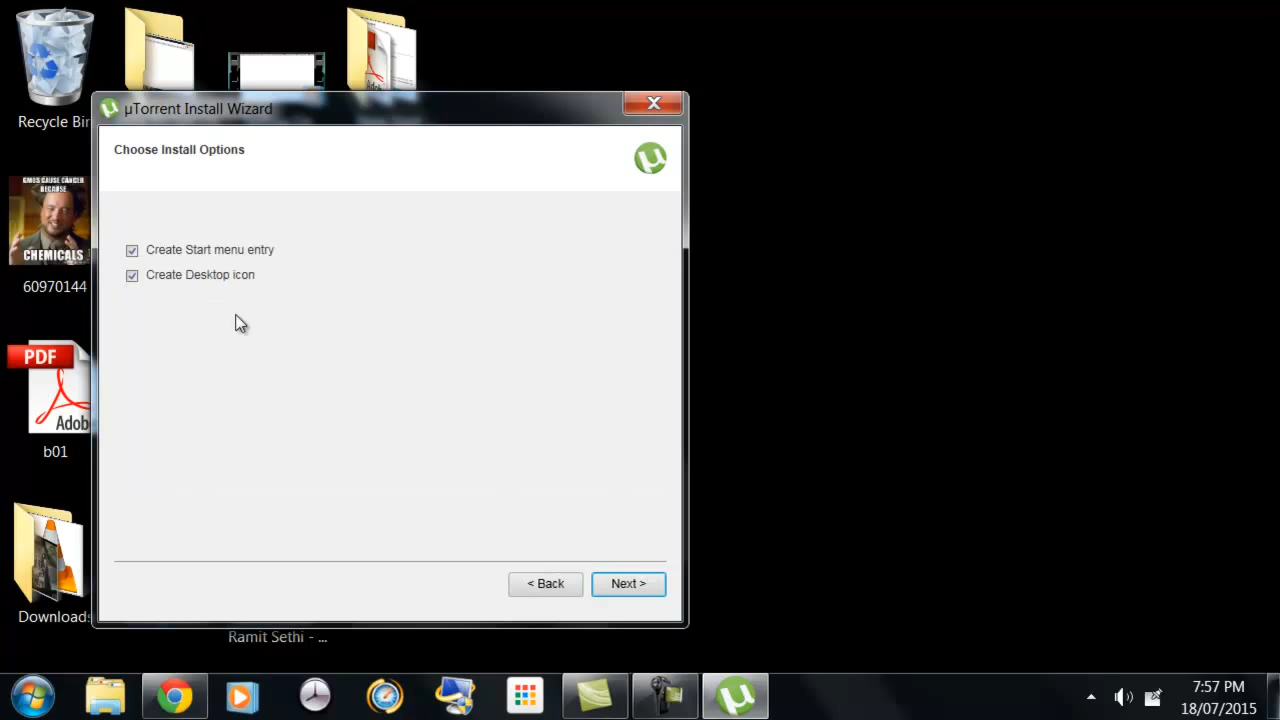 Recycle Bin
µTorrent Install Wizard
Choose Install Options
µ
Create Start menu entry
Create Desktop icon
GMOS CAUSE CANCER
BECAUSE
CHEMICALS
60970144
PDF
Adobe
b01
Downloads
< Back
Next >
Ramit Sethi - ...
7:57 PM
18/07/2015